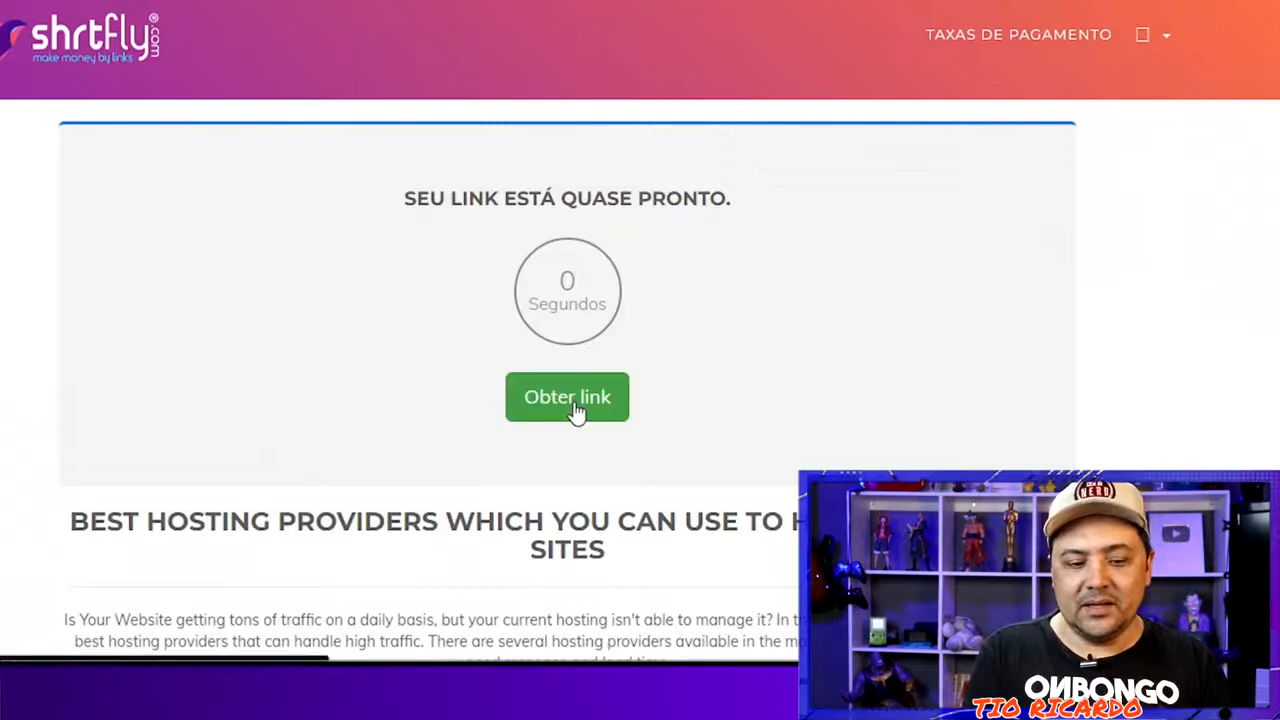 shrtfly®.com
make money by links
TAXAS DE PAGAMENTO
SEU LINK ESTÁ QUASE PRONTO.
0
Segundos
Obter link
BEST HOSTING PROVIDERS WHICH YOU CAN USE TO
SITES
Is Your Website getting tons of traffic on a daily basis, but your current hosting isn't able to manage it? In
best hosting providers that can handle high traffic. There are several hosting providers available in the
NERD
ONBONGO
TIO RICARDO